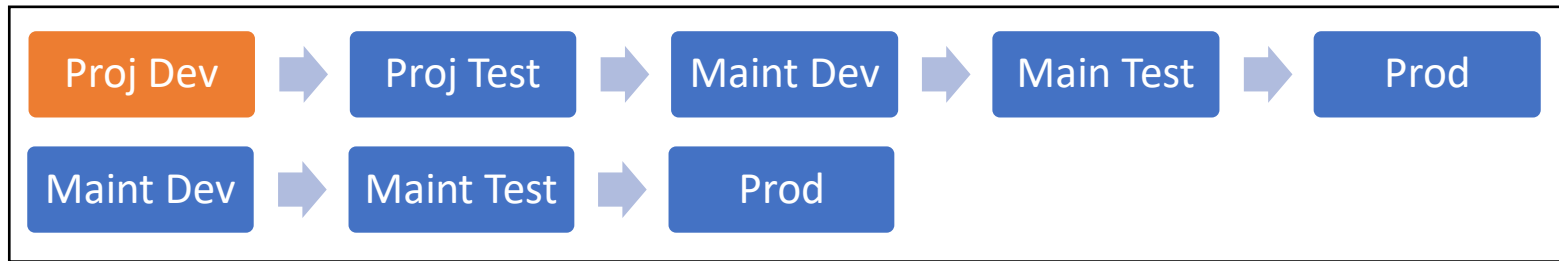 Proj Dev
Proj Test
Maint Dev
Main Test
Prod
Maint Dev
Maint Test
Prod